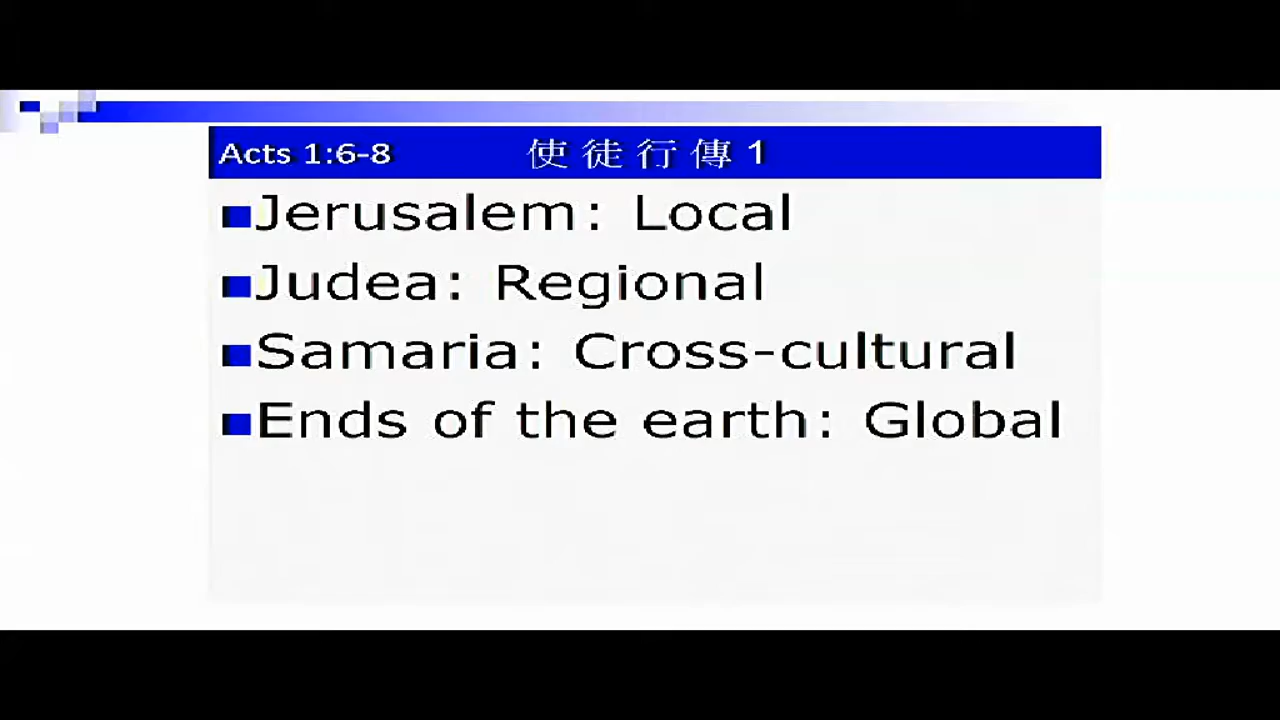 Acts 1:6-8 使徒行傳 1
Jerusalem: Local
Judea: Regional
Samaria: Cross-cultural
Ends of the earth: Global